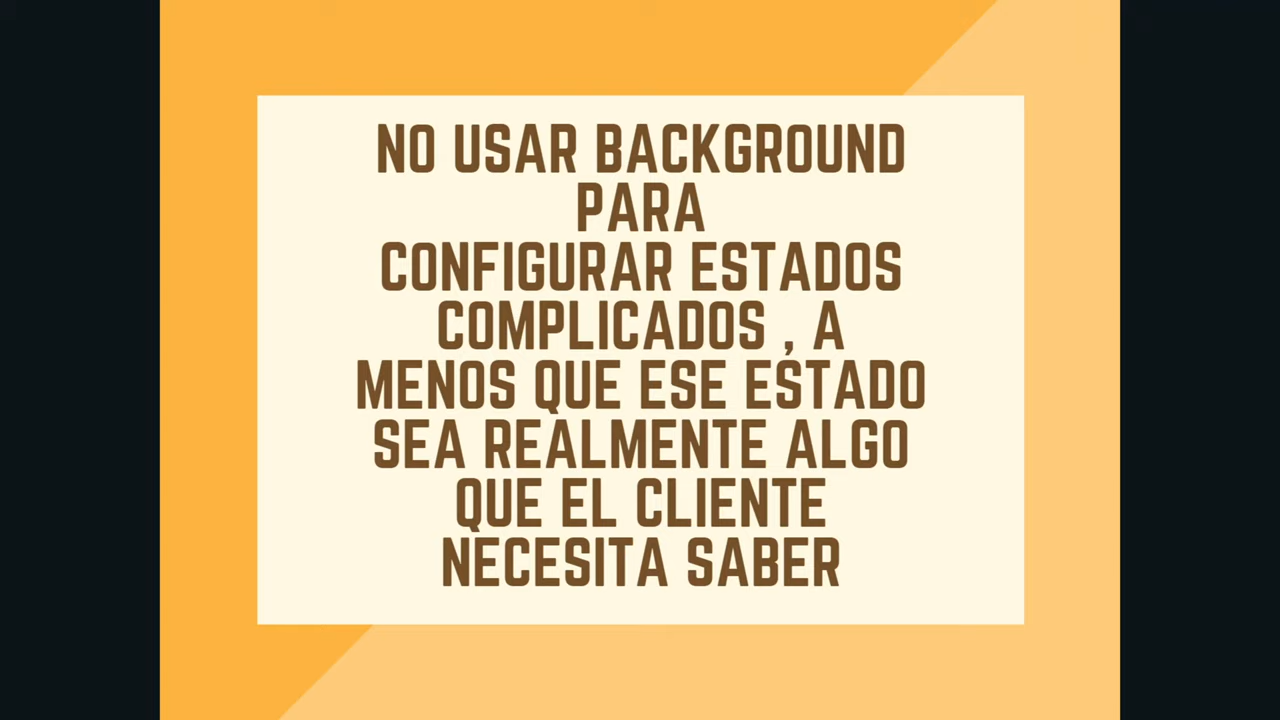 NO USAR BACKGROUND
PARA
CONFIGURAR ESTADOS
COMPLICADOS , A
MENOS QUE ESE ESTADO
SEA REALMENTE ALGO
QUE EL CLIENTE
NECESITA SABER